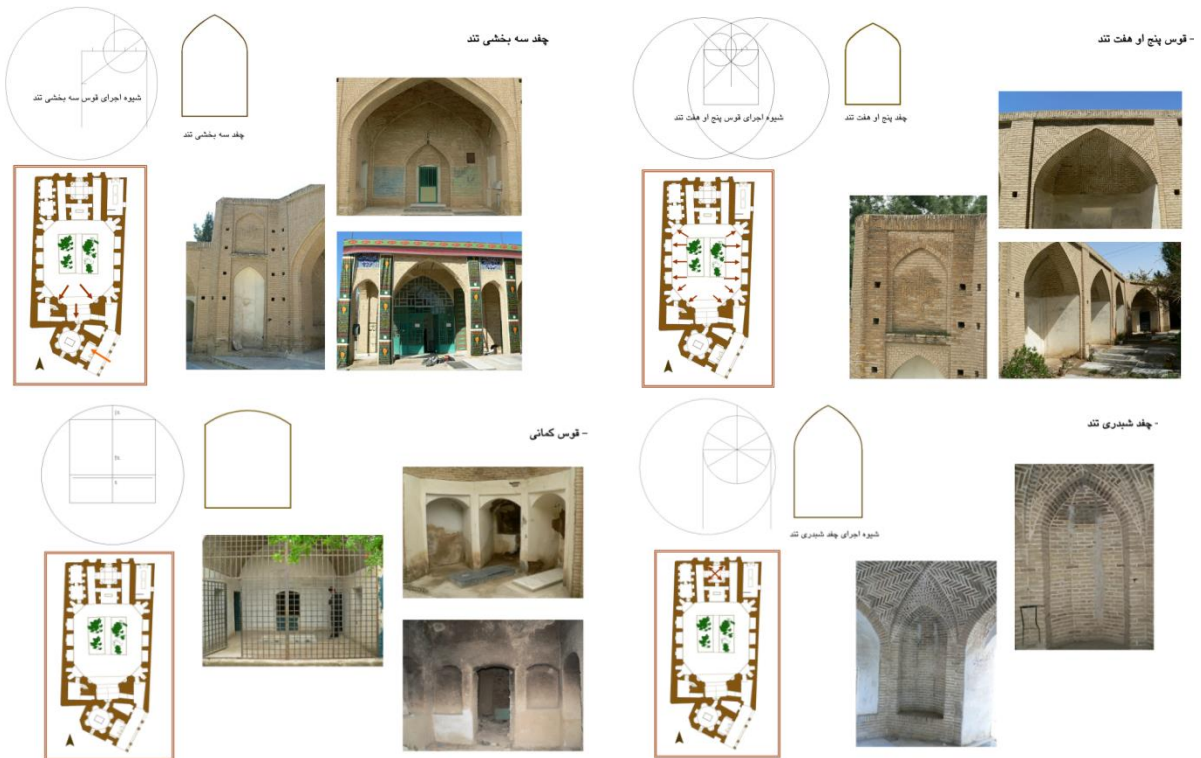 چفد سه بخشی تند
شیوه اجرای قوس سه بخشی تند
چفد سه بخشی تند
- قوس پنج او هفت تند
شیوه اجرای قوس پنج او هفت تند
چفد پنج او هفت تند
- قوس کمانی
- چفد شبدری تند
شیوه اجرای چفد شبدری تند